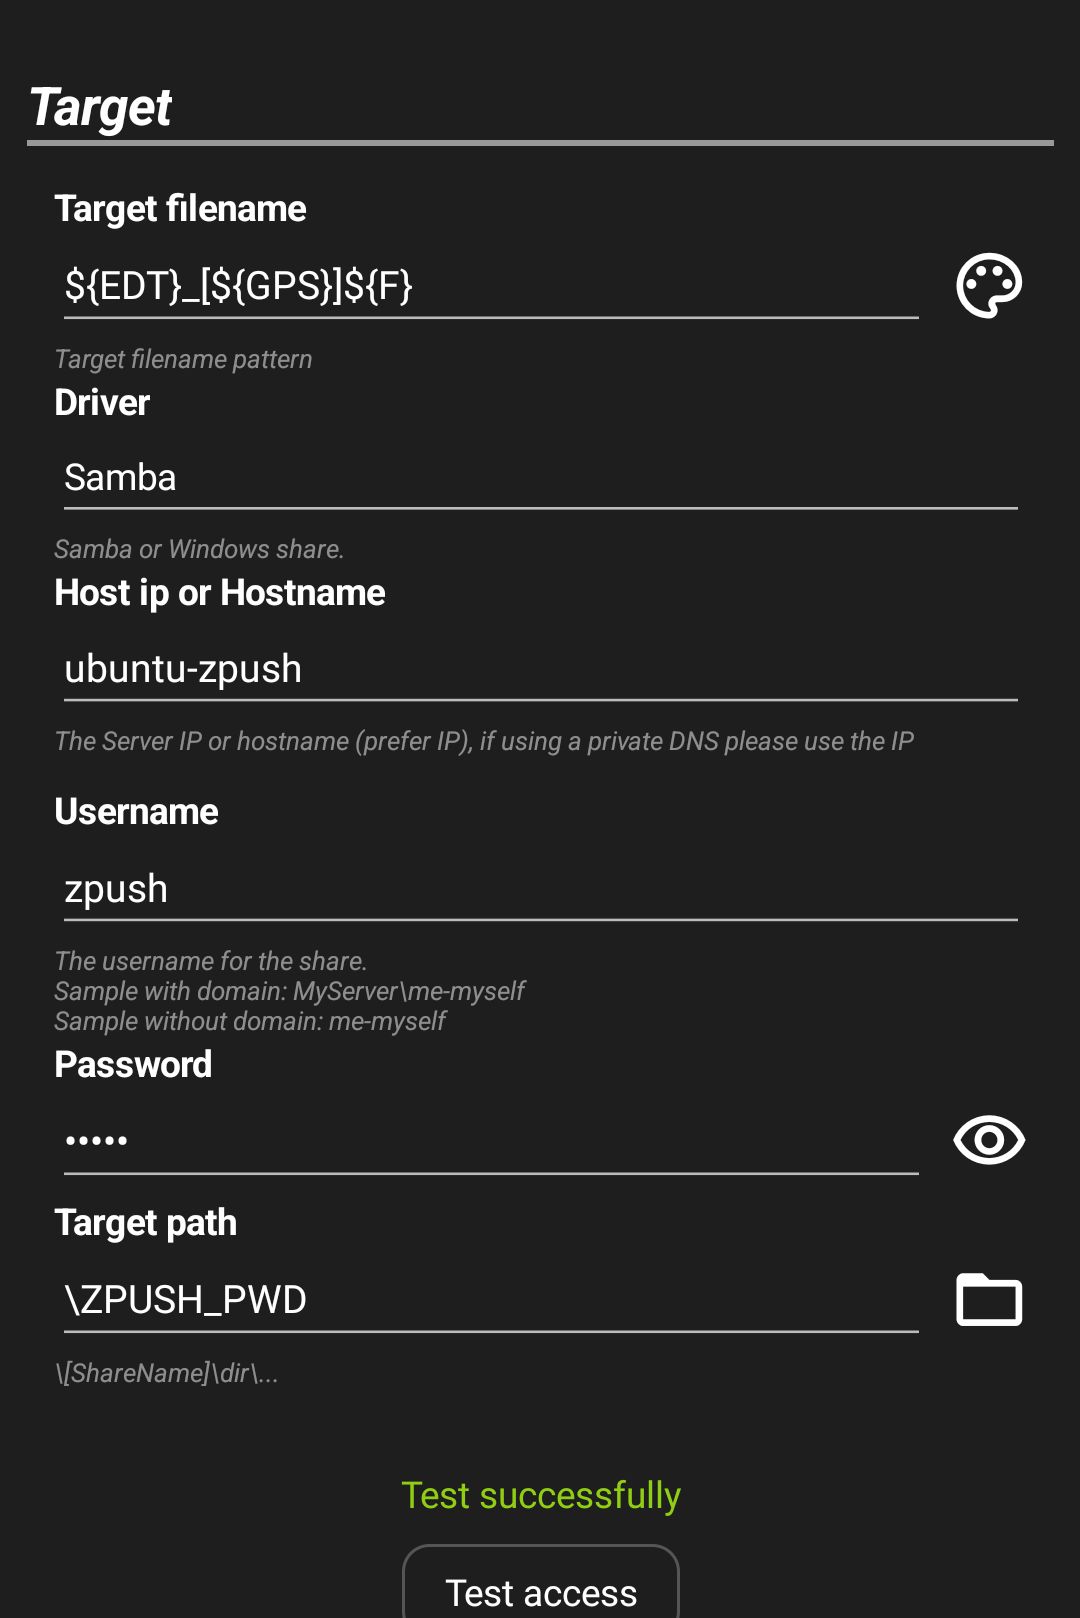 Target
Target filename
${EDT}_[${GPS}]${F}
Target filename pattern
Driver
Samba
Samba or Windows share.
Host ip or Hostname
ubuntu-zpush
The Server IP or hostname (prefer IP), if using a private DNS please use the IP
Username
zpush
The username for the share.
Sample with domain: MyServer\me-myself
Sample without domain: me-myself
Password
•••••
Target path
\ZPUSH_PWD
\[ShareName]\dir\...
Test successfully
Test access